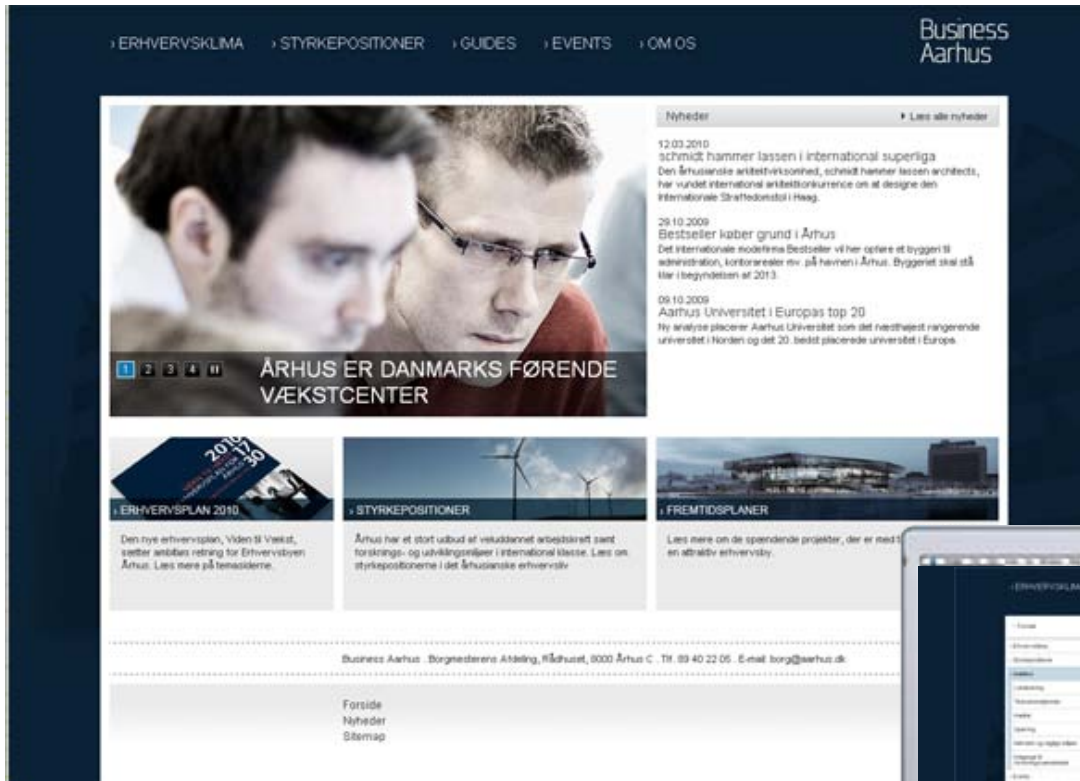 › ERHVERVSKLIMA › STYRKEPOSITIONER › GUIDES › EVENTS › OM OS
Business
Aarhus
Nyheder
Læs alle nyheder
12.03.2010
schmidt hammer lassen i international superliga
Den århusianske arkitektvirksomhed, schmidt hammer lassen architects,
har vundet international arkitektkonkurrence om at designe den
Internationale Straffedomstol i Haag.
29.10.2009
Bestseller køber grund i Århus
Det internationale modefirma Bestseller vil her opføre et byggeri til
administration, kontorarealer mv. på havnen i Århus. Byggeriet skal stå
klar i begyndelsen af 2013.
09.10.2009
Aarhus Universitet i Europas top 20
Ny analyse placerer Aarhus Universitet som det næsthøjest rangerende
universitet i Norden og det 20. bedst placerede universitet i Europa.
1 2 3 4
ÅRHUS ER DANMARKS FØRENDE
VÆKSTCENTER
2010
17
30
› ERHVERVSPLAN 2010
Den nye erhvervsplan, Viden til Vækst,
sætter ambitiøs retning for Erhvervsbyen
Århus. Læs mere på temasiderne.
› STYRKEPOSITIONER
Århus har et stort udbud af veluddannet arbejdskraft samt
forsknings- og udviklingsmiljøer i international klasse. Læs om
styrkepositionerne i det århusianske erhvervsliv
› FREMTIDSPLANER
Læs mere om de spændende projekter, der er med
en attraktiv erhvervsby.
Business Aarhus . Borgmesterens Afdeling, Rådhuset, 8000 Århus C . Tlf. 89 40 22 05 . E-mail: borg@aarhus.dk
Forside
Nyheder
Sitemap
› ERHVERVSKLIMA